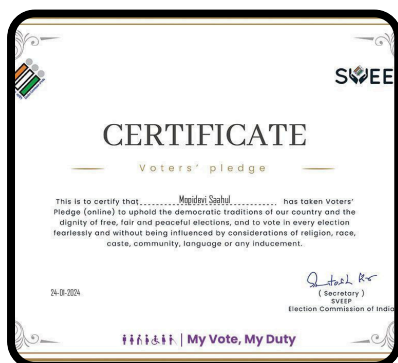 SVEE
CERTIFICATE
Voters' pledge
This is to certify that Mopidevi Saahul has taken Voters'
Pledge (online) to uphold the democratic traditions of our country and the
dignity of free, fair and peaceful elections, and to vote in every election
fearlessly and without being influenced by considerations of religion, race,
caste, community, language or any inducement.
24-01-2024
( Secretary )
SVEEP
Election Commission of India
My Vote, My Duty